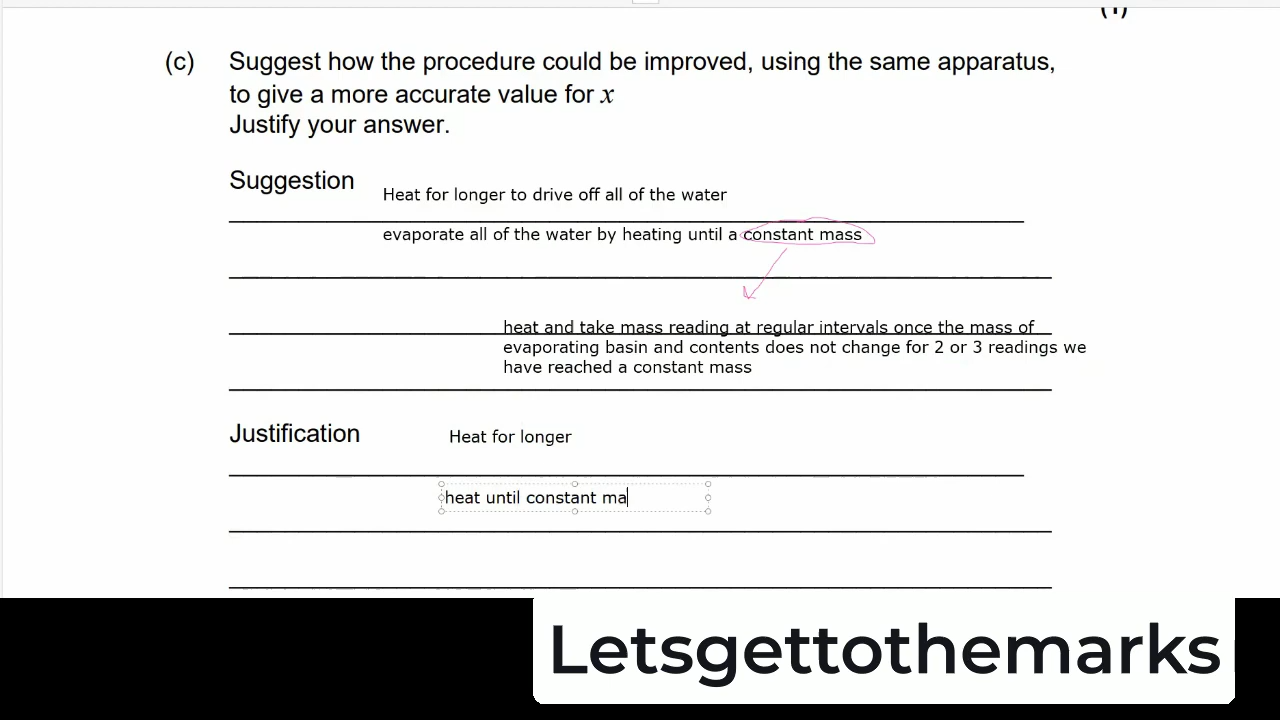 (c) Suggest how the procedure could be improved, using the same apparatus,
to give a more accurate value for x
Justify your answer.
Suggestion
Heat for longer to drive off all of the water
evaporate all of the water by heating until a constant mass
heat and take mass reading at regular intervals once the mass of
evaporating basin and contents does not change for 2 or 3 readings we
have reached a constant mass
Justification
Heat for longer
heat until constant ma
Letsgettothemarks